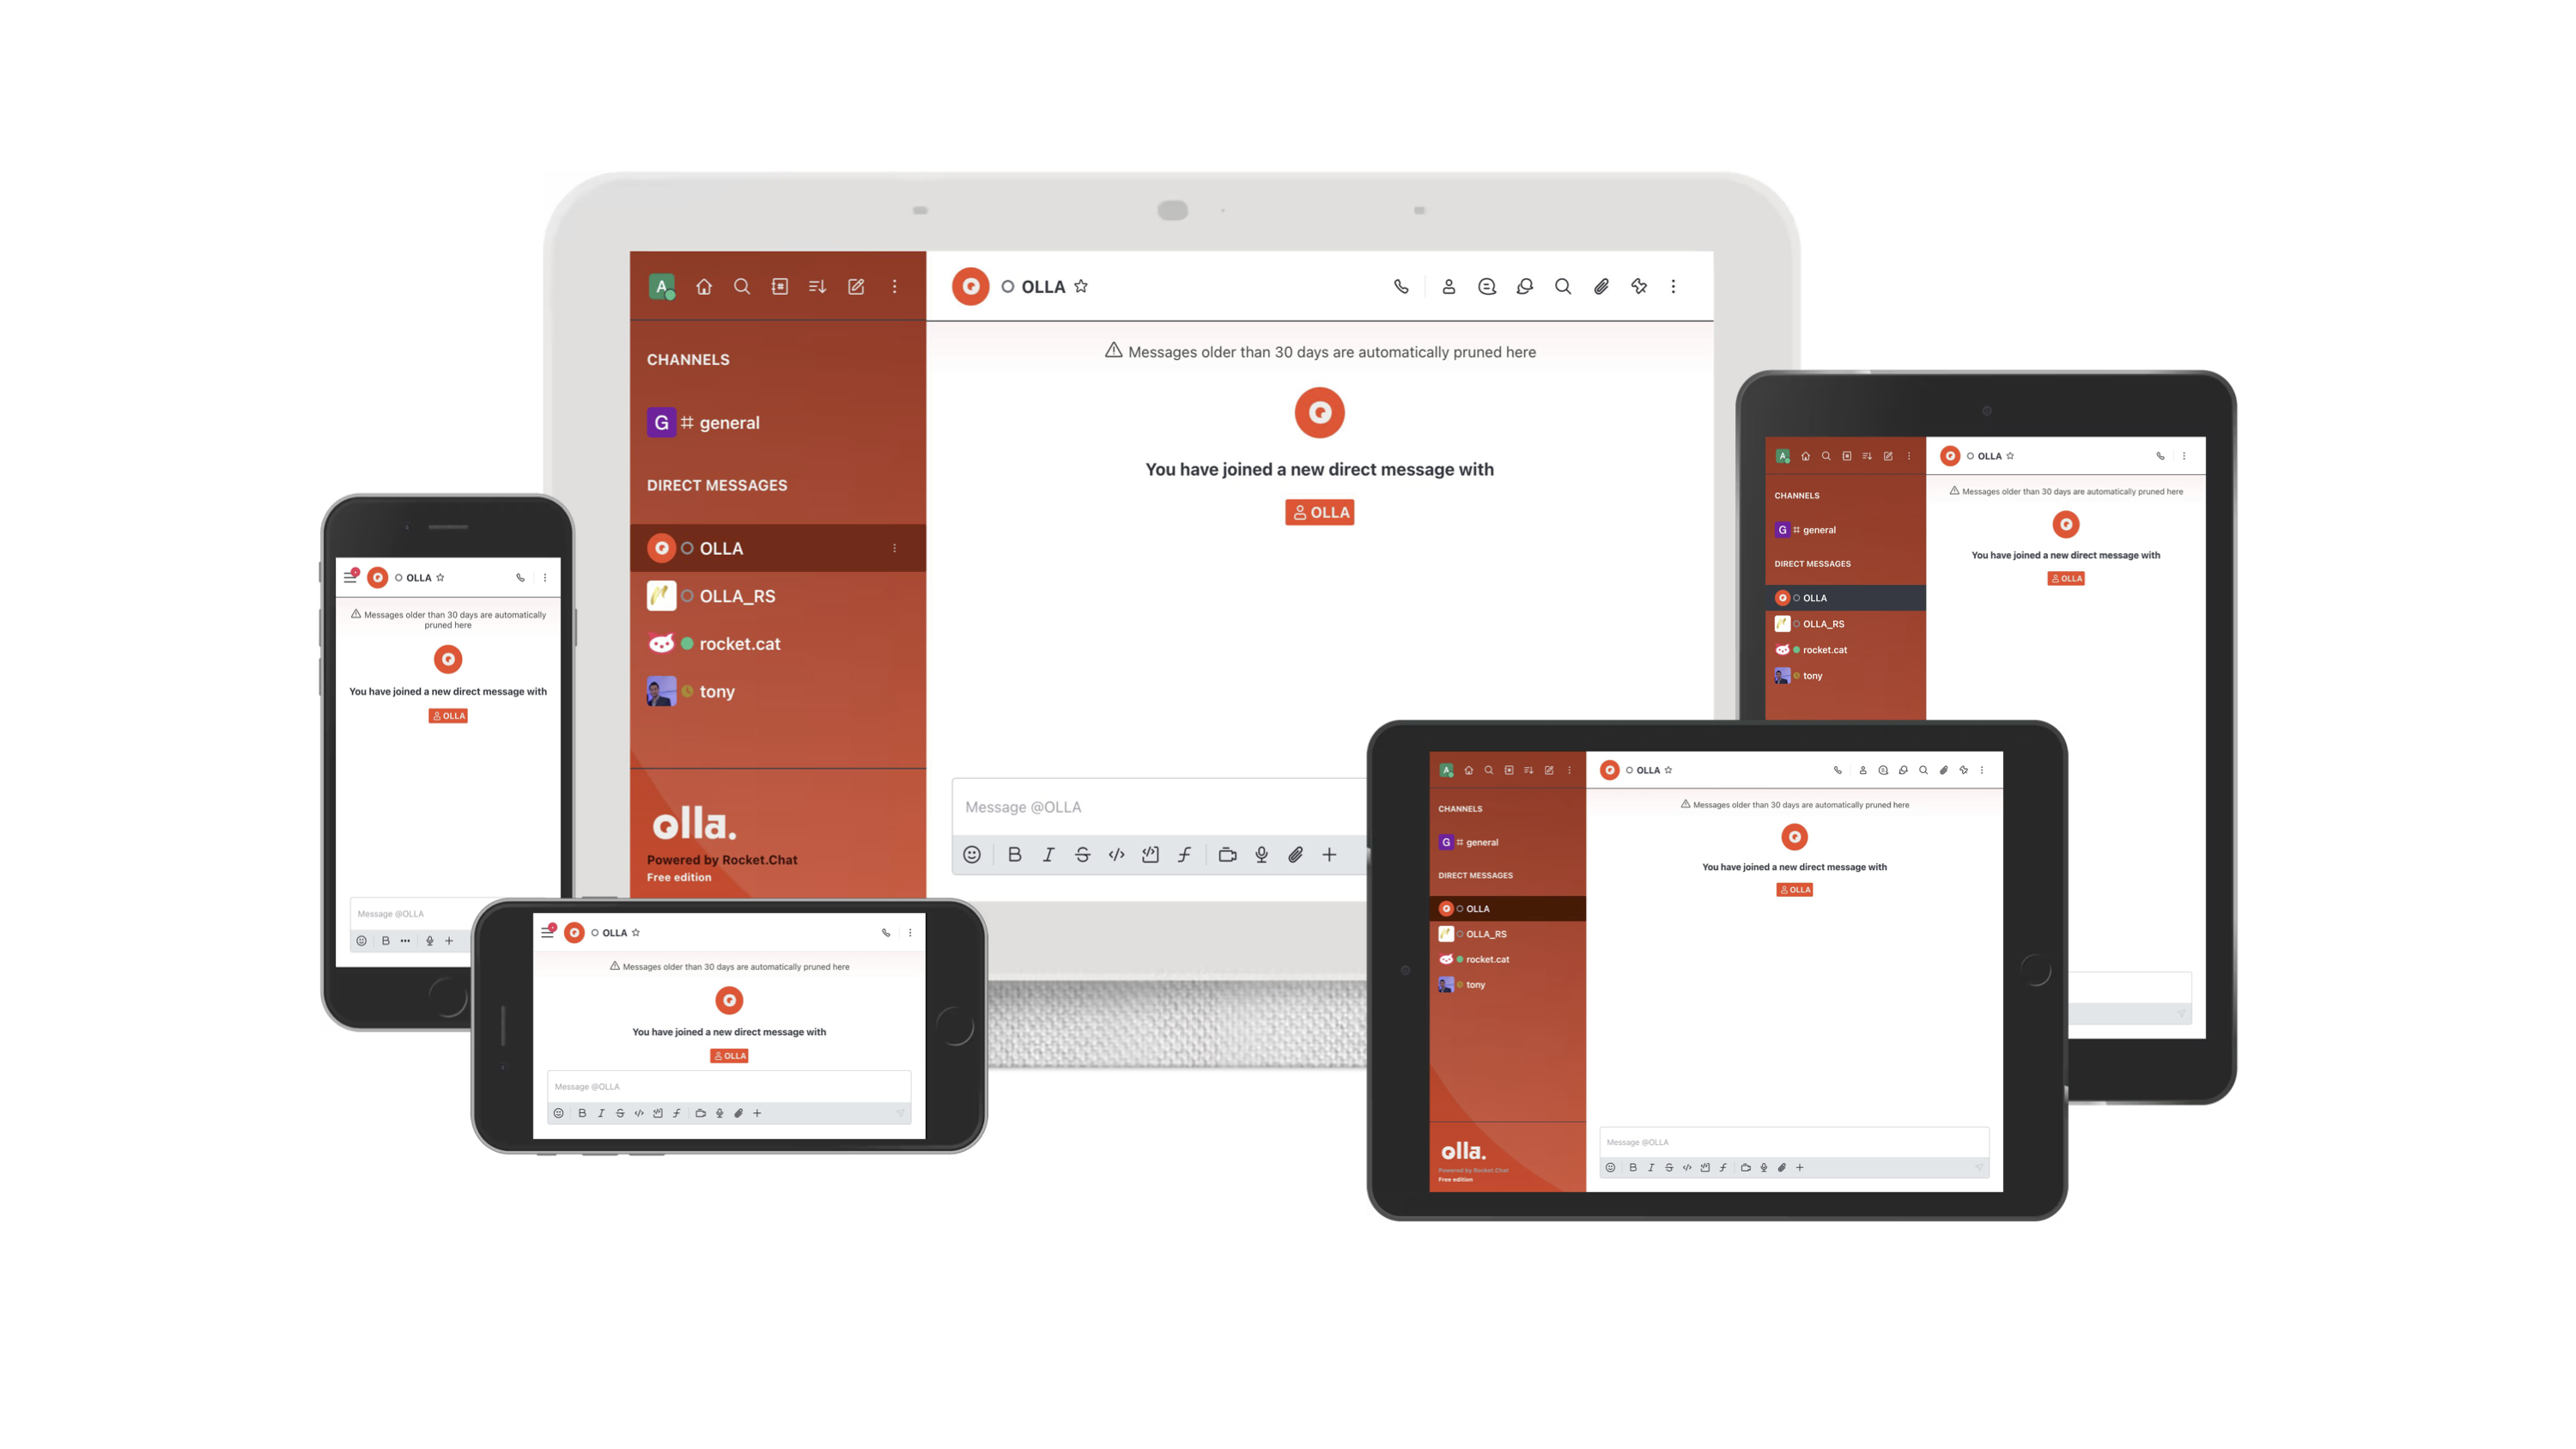 A
OLLA
Messages older than 30 days are automatically pruned here
CHANNELS
G # general
You have joined a new direct message with
OLLA
DIRECT MESSAGES
OLLA
OLLA_RS
rocket.cat
tony
Message @OLLA
olla.
Powered by Rocket.Chat
Free edition
B I S </> f
OLLA
Messages older than 30 days are automatically
pruned here
You have joined a new direct message with
OLLA
Message @OLLA
B
OLLA
Messages older than 30 days are automatically pruned here
You have joined a new direct message with
OLLA
Message @OLLA
B I S </> f
A
OLLA
CHANNELS
Messages older than 30 days are automatically pruned here
G # general
You have joined a new direct message with
DIRECT MESSAGES
OLLA
OLLA
OLLA_RS
rocket.cat
tony
A
OLLA
CHANNELS
Messages older than 30 days are automatically pruned here
G # general
You have joined a new direct message with
DIRECT MESSAGES
OLLA
OLLA
OLLA_RS
rocket.cat
tony
Message @OLLA
olla.
Powered by Rocket.Chat
Free edition
B I S </> f